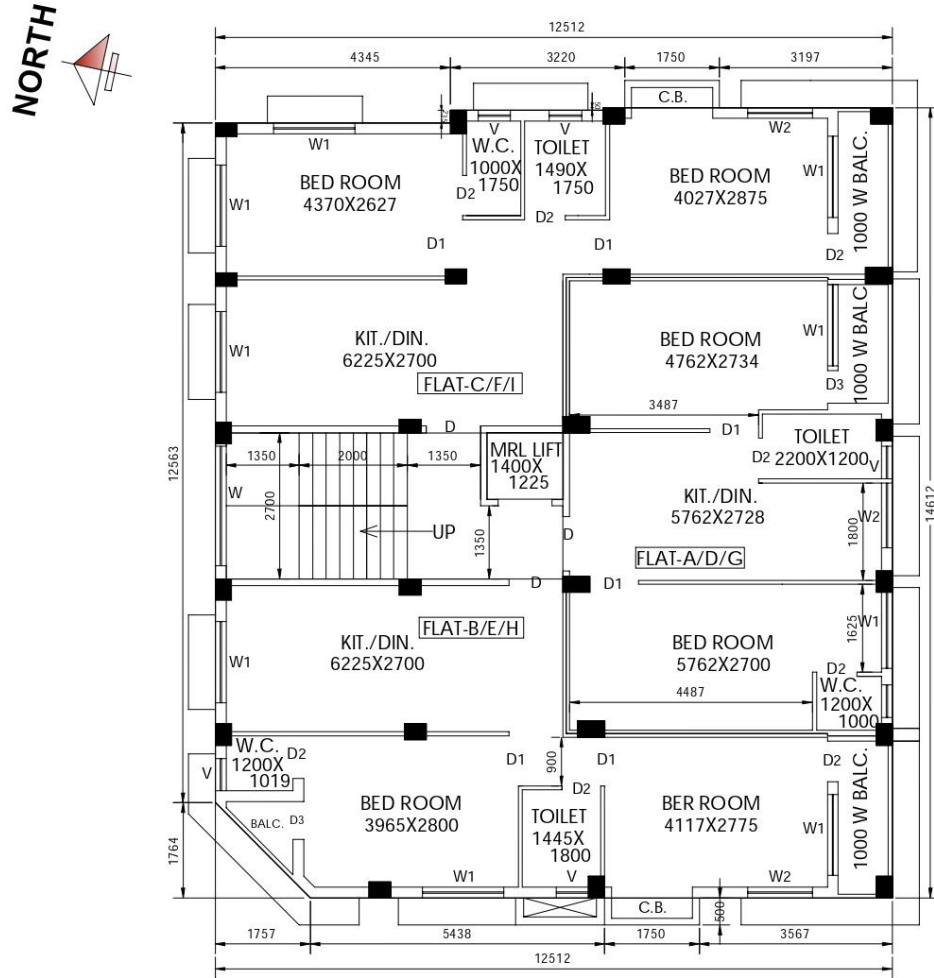 NORTH
12512
4345
3220
1750
3197
C.B.
W1
V
V
W2
W.C.
1000X
1750
TOILET
1490X
1750
BED ROOM
4370X2627
BED ROOM
4027X2875
W1
W1
1000 W BALC.
D2
D2
D1
D1
D2
KIT./DIN.
6225X2700
W1
FLAT-C/F/I
BED ROOM
4762X2734
W1
1000 W BALC.
D3
3487
D
D1
TOILET
2200X1200
D2
V
12563
14612
1350
2000
1350
MRL LIFT
1400X
1225
W
2700
UP
1350
KIT./DIN.
5762X2728
1800
W2
D
FLAT-A/D/G
D
D1
FLAT-B/E/H
KIT./DIN.
6225X2700
W1
BED ROOM
5762X2700
1625
W1
D2
4487
W.C.
1200X
1000
W.C.
1200X
1019
D2
V
D1
900
D1
D2
D2
BED ROOM
3965X2800
BALC.
D3
TOILET
1445X
1800
BER ROOM
4117X2775
W1
1000 W BALC.
1764
W1
V
W2
C.B.
500
1757
5438
1750
3567
12512